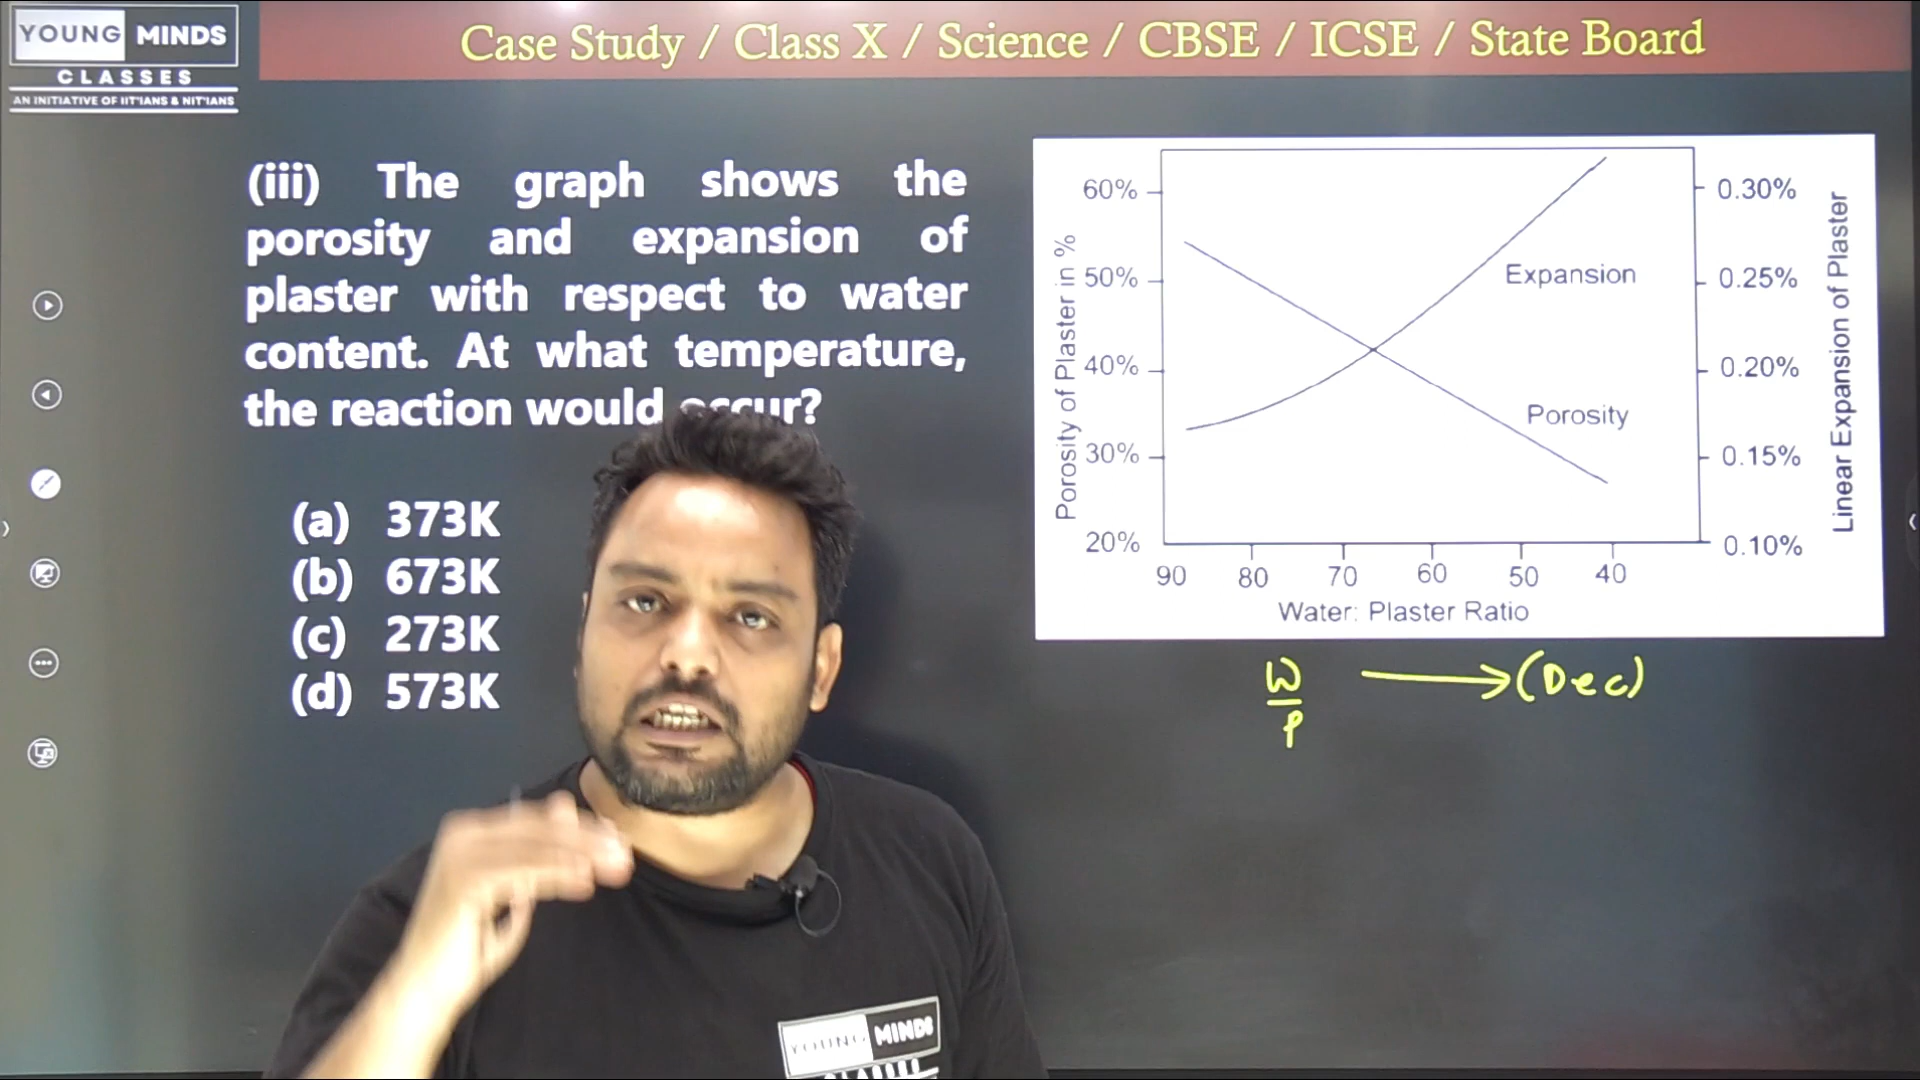 YOUNG MINDS
CLASSES
AN INITIATIVE OF IIT'IANS & NIT'IANS
Case Study / Class X / Science / CBSE / ICSE / State Board
(iii) The graph shows the
porosity and expansion of
plaster with respect to water
content. At what temperature,
the reaction would occur?
(a) 373K
(b) 673K
(c) 273K
(d) 573K
Porosity of Plaster in %
60%
50%
40%
30%
20%
Expansion
Porosity
0.30%
0.25%
0.20%
0.15%
0.10%
Linear Expansion of Plaster
90 80 70 60 50 40
Water: Plaster Ratio
W/P → (Dec)
YOUNG MINDS
CLASSES